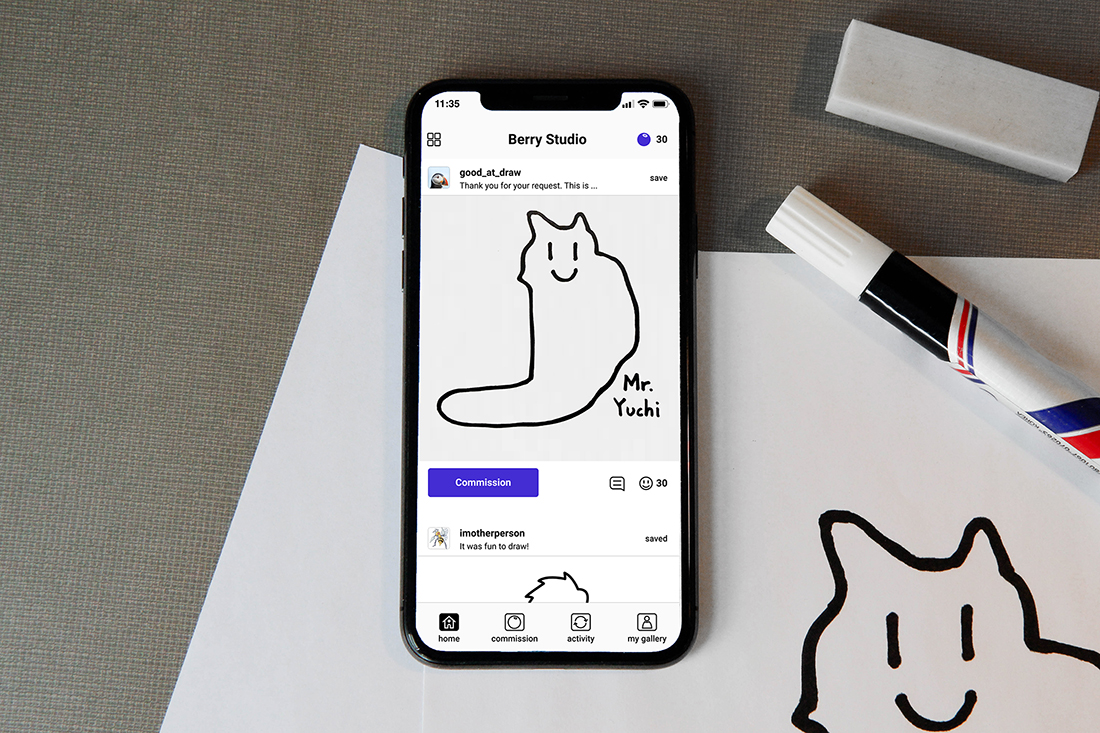 11:35
Berry Studio
30
good_at_draw
Thank you for your request. This is ...
save
Mr.
Yuchi
Commission
30
imotherperson
It was fun to draw!
saved
home
commission
activity
my gallery